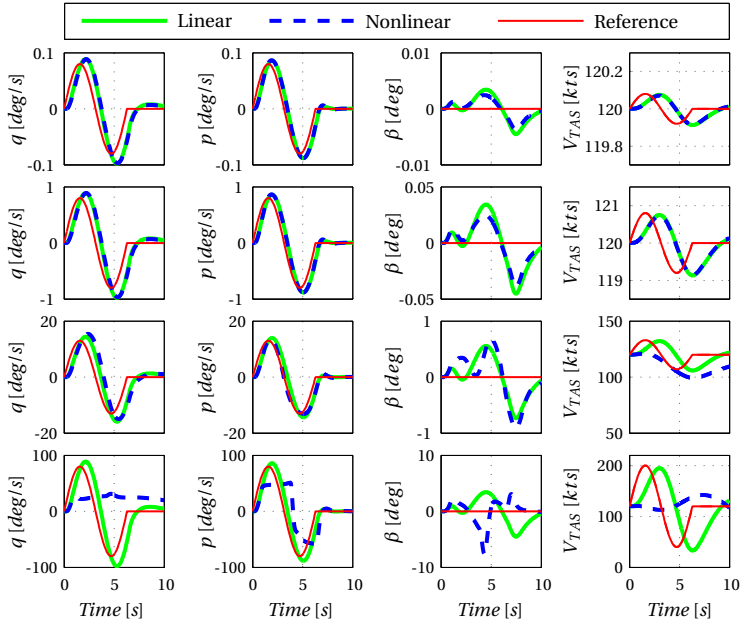 Linear Nonlinear Reference
0.1 0.1 0.01 120.2
q [deg/s] 0 p [deg/s] 0 β [deg] 0 V_TAS [kts] 120
-0.1 -0.1 -0.01 119.8
1 1 0.05 121
q [deg/s] 0 p [deg/s] 0 β [deg] 0 V_TAS [kts] 120
-1 -1 -0.05 119
20 20 1 150
q [deg/s] 0 p [deg/s] 0 β [deg] 0 V_TAS [kts] 100
-20 -20 -1 50
100 100 10 200
q [deg/s] 0 p [deg/s] 0 β [deg] 0 V_TAS [kts] 100
-100 -100 -10 0
0 5 10 0 5 10 0 5 10 0 5 10
Time [s] Time [s] Time [s] Time [s]